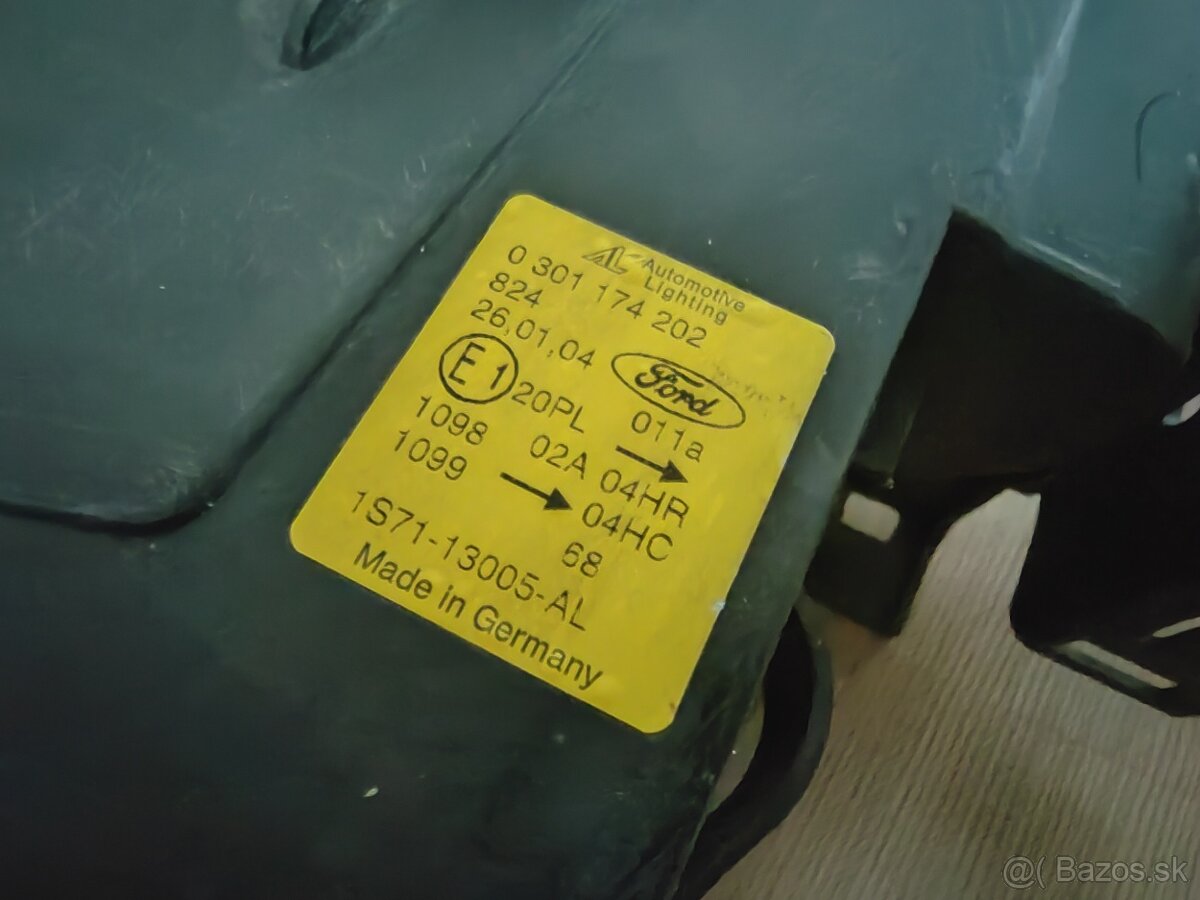 AL Automotive
Lighting
0 301 174 202
824
26,01,04 Ford
E1 20PL 011a
1098 02A → 04HR
1099 → 04HC
68
1S71-13005-AL
Made in Germany
@( Bazos.sk